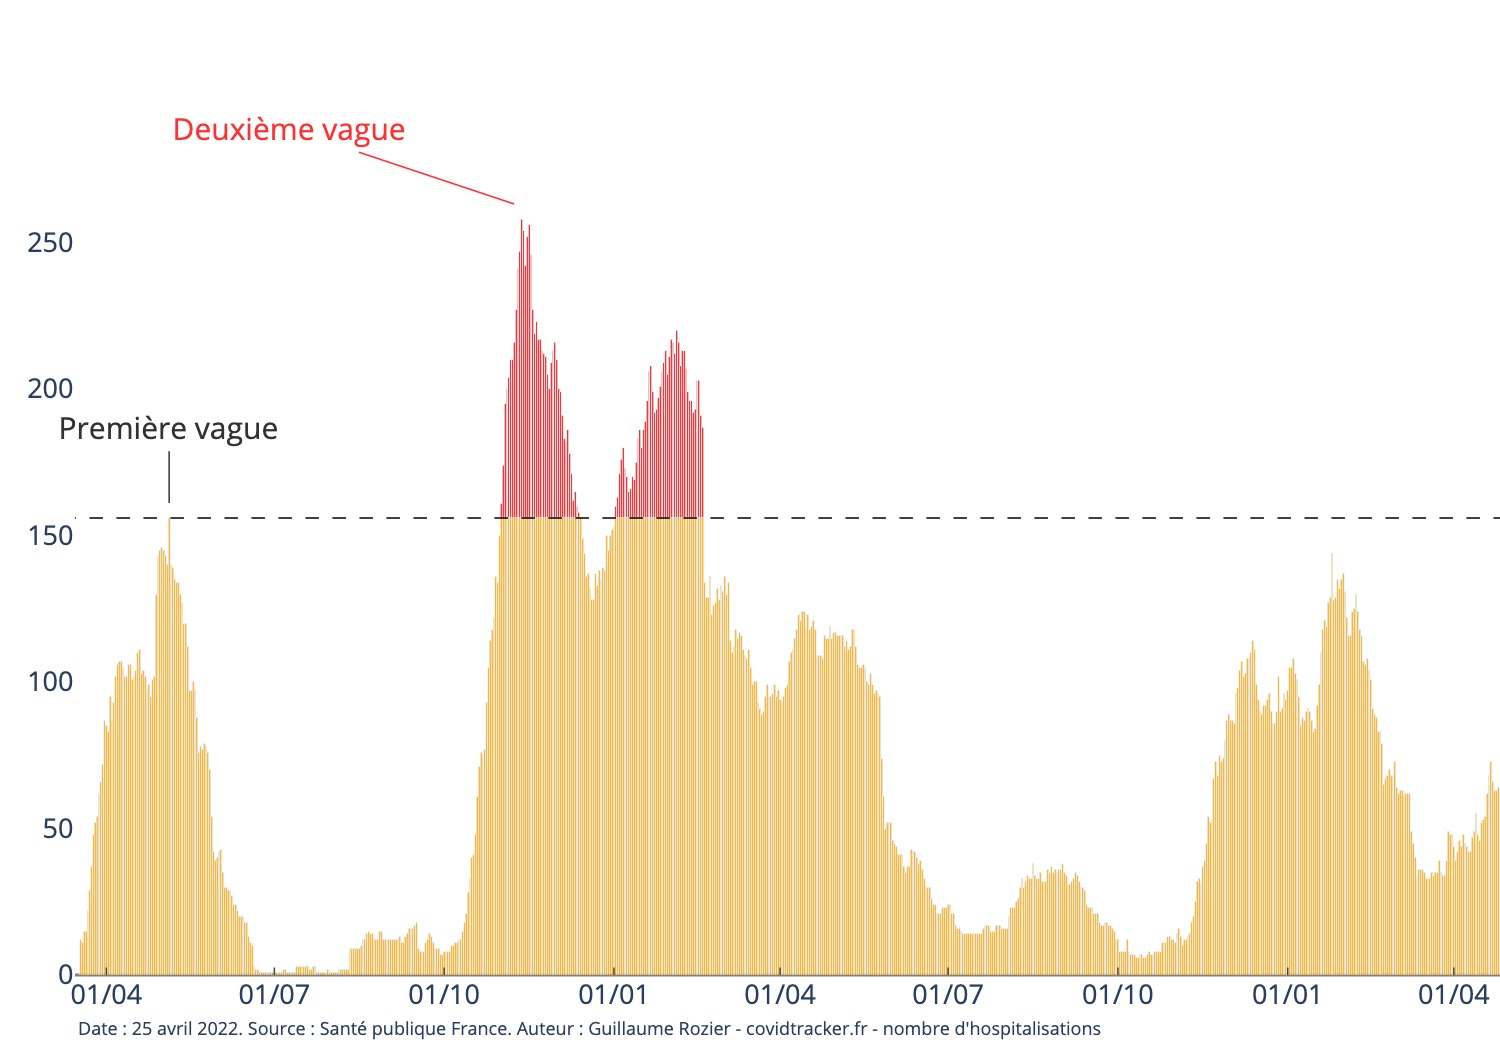 Deuxième vague
250
200
Première vague
150
100
50
0
01/04 01/07 01/10 01/01 01/04 01/07 01/10 01/01 01/04
Date : 25 avril 2022. Source : Santé publique France. Auteur : Guillaume Rozier - covidtracker.fr - nombre d'hospitalisations